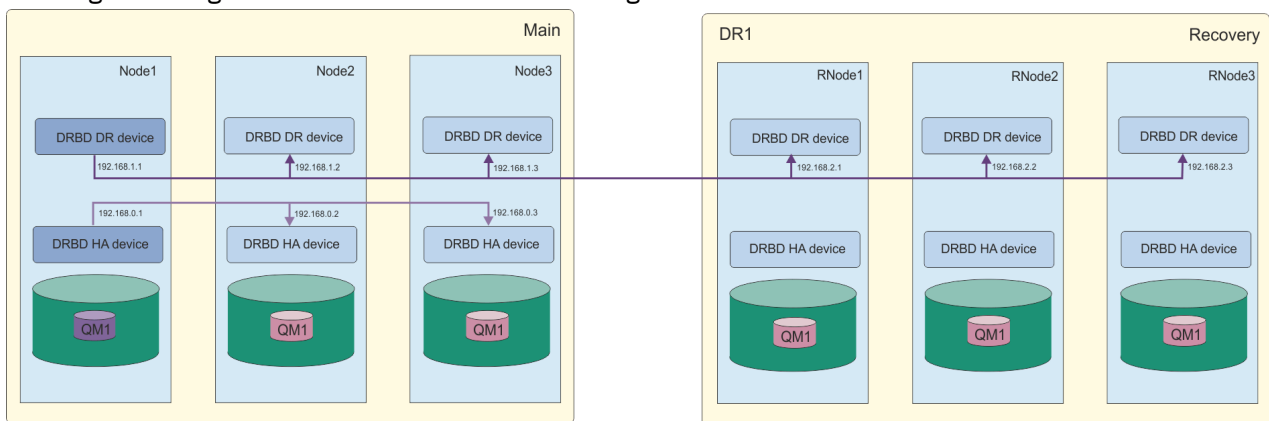 Main
Node1
Node2
Node3
DRBD DR device
DRBD DR device
DRBD DR device
192.168.1.1
192.168.1.2
192.168.1.3
192.168.0.1
192.168.0.2
192.168.0.3
DRBD HA device
DRBD HA device
DRBD HA device
QM1
QM1
QM1
DR1
Recovery
RNode1
RNode2
RNode3
DRBD DR device
DRBD DR device
DRBD DR device
192.168.2.1
192.168.2.2
192.168.2.3
DRBD HA device
DRBD HA device
DRBD HA device
QM1
QM1
QM1